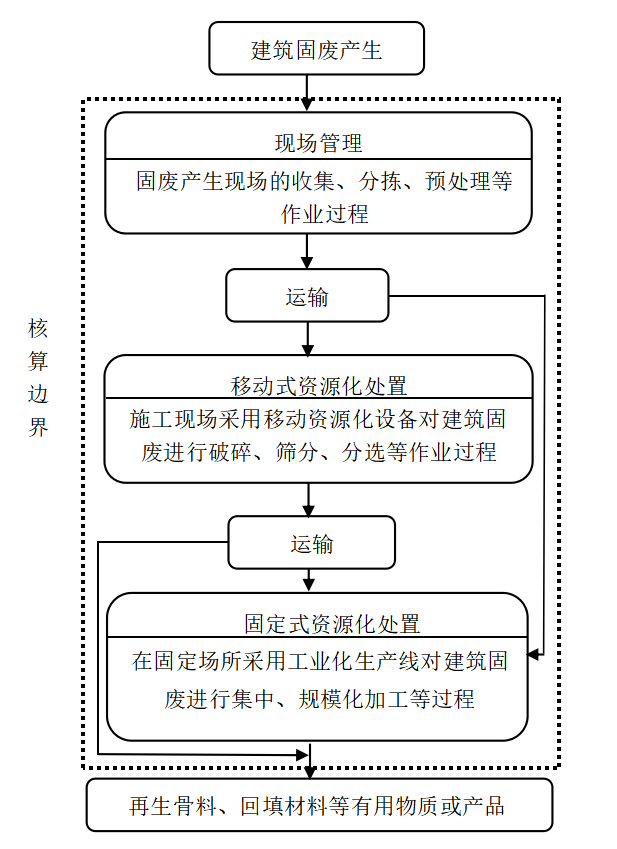 建筑固废产生
现场管理
固废产生现场的收集、分拣、预处理等
作业过程
运输
核
算
边
界
移动式资源化处置
施工现场采用移动资源化设备对建筑固
废进行破碎、筛分、分选等作业过程
运输
固定式资源化处置
在固定场所采用工业化生产线对建筑固
废进行集中、规模化加工等过程
再生骨料、回填材料等有用物质或产品